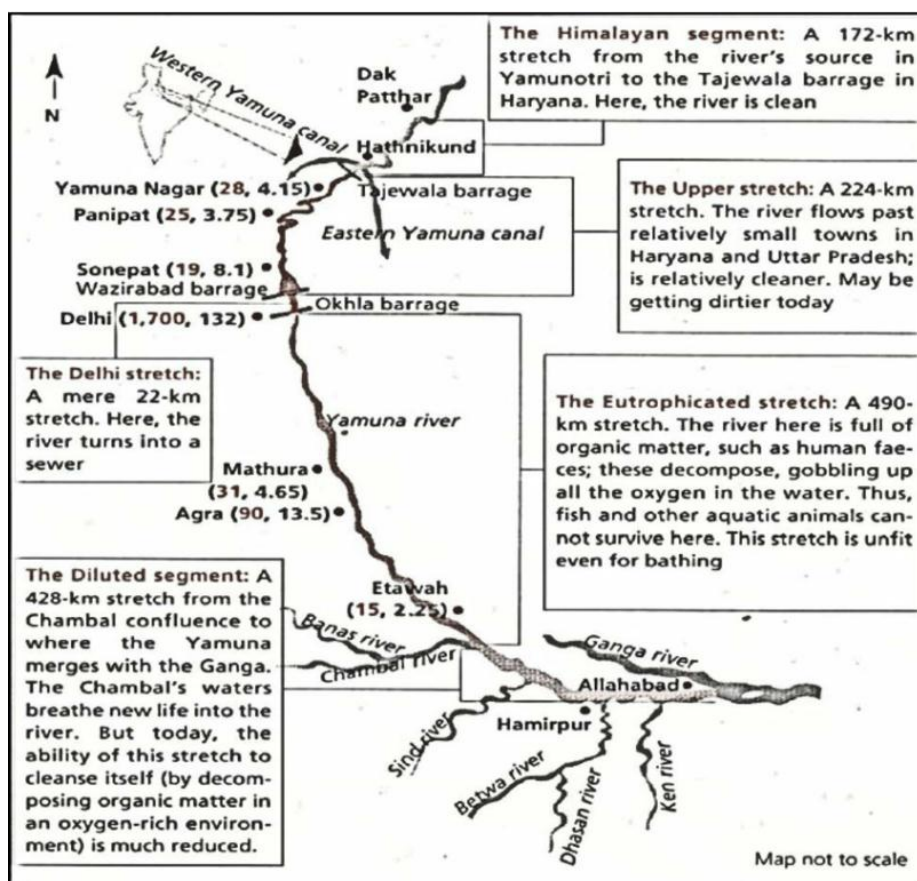 The Himalayan segment: A 172-km
stretch from the river's source in
Yamunotri to the Tajewala barrage in
Haryana. Here, the river is clean
Western Yamuna canal
Dak
Patthar
N
Hathnikund
Yamuna Nagar (28, 4.15)
Tajewala barrage
Panipat (25, 3.75)
Eastern Yamuna canal
The Upper stretch: A 224-km
stretch. The river flows past
relatively small towns in
Haryana and Uttar Pradesh;
is relatively cleaner. May be
getting dirtier today
Sonepat (19, 8.1)
Wazirabad barrage
Okhla barrage
Delhi (1,700, 132)
The Delhi stretch:
A mere 22-km
stretch. Here, the
river turns into a
sewer
Yamuna river
The Eutrophicated stretch: A 490-
km stretch. The river here is full of
organic matter, such as human fae-
ces; these decompose, gobbling up
all the oxygen in the water. Thus,
fish and other aquatic animals can-
not survive here. This stretch is unfit
even for bathing
Mathura
(31, 4.65)
Agra (90, 13.5)
Etawah
(15, 2.25)
The Diluted segment: A
428-km stretch from the
Chambal confluence to
where the Yamuna
merges with the Ganga.
The Chambal's waters
breathe new life into the
river. But today, the
ability of this stretch to
cleanse itself (by decom-
posing organic matter in
an oxygen-rich environ-
ment) is much reduced.
Banas river
Chambal river
Ganga river
Allahabad
Hamirpur
Sind river
Betwa river
Dhasan river
Ken river
Map not to scale